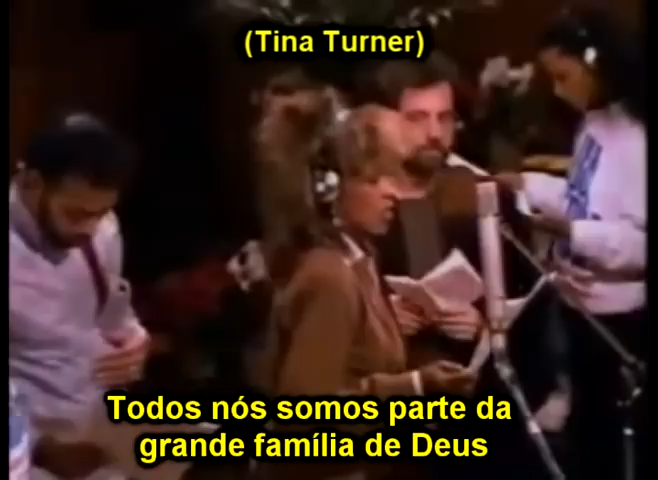 (Tina Turner)
Todos nós somos parte da
grande família de Deus